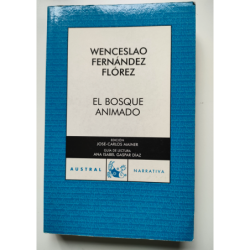 WENCESLAO
FERNÁNDEZ
FLÓREZ
EL BOSQUE
ANIMADO
EDICIÓN
JOSÉ-CARLOS MAINER
GUÍA DE LECTURA
ANA ISABEL GASPAR DÍAZ
AUSTRAL NARRATIVA